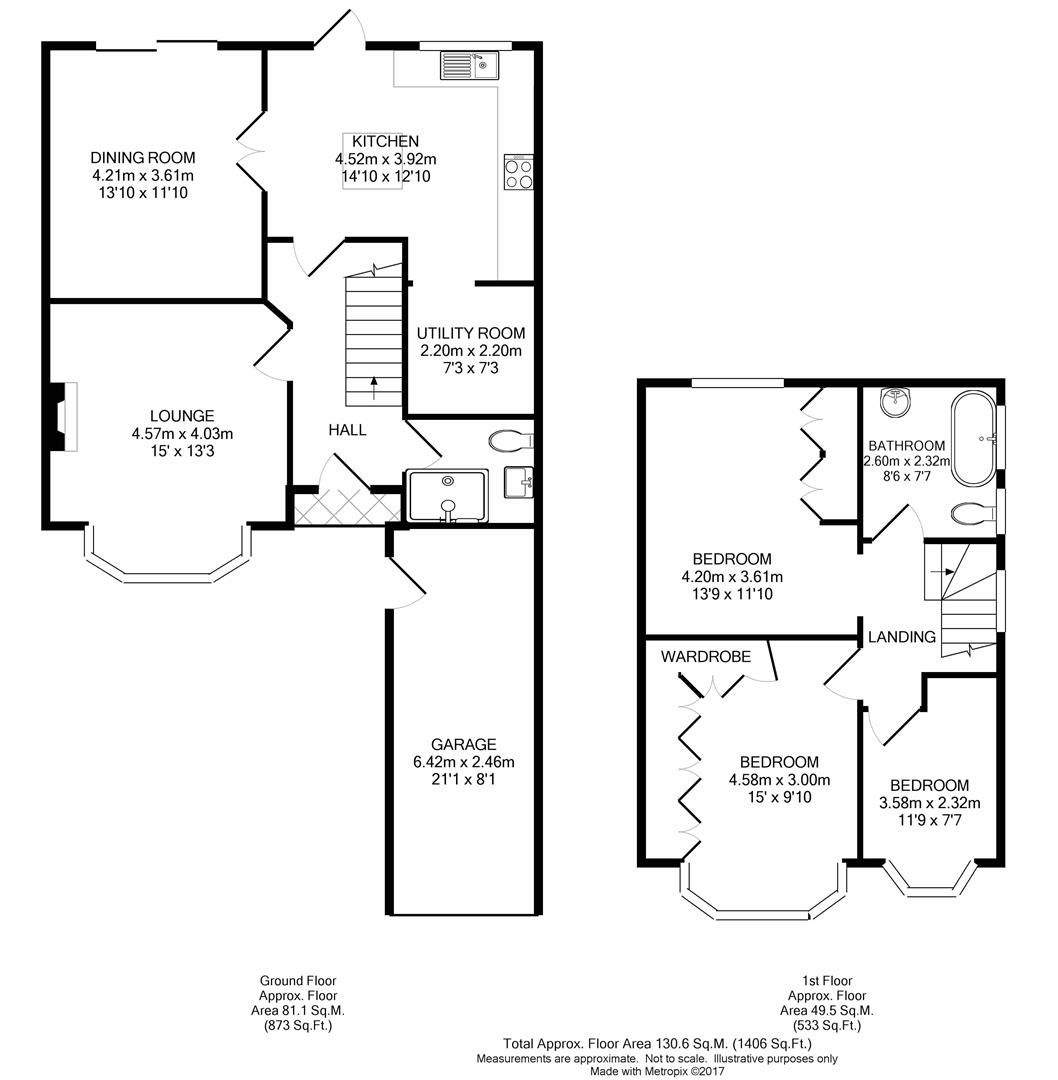 DINING ROOM
4.21m x 3.61m
13'10 x 11'10
KITCHEN
4.52m x 3.92m
14'10 x 12'10
UTILITY ROOM
2.20m x 2.20m
7'3 x 7'3
LOUNGE
4.57m x 4.03m
15' x 13'3
HALL
GARAGE
6.42m x 2.46m
21'1 x 8'1
BATHROOM
2.60m x 2.32m
8'6 x 7'7
BEDROOM
4.20m x 3.61m
13'9 x 11'10
LANDING
WARDROBE
BEDROOM
4.58m x 3.00m
15' x 9'10
BEDROOM
3.58m x 2.32m
11'9 x 7'7
Ground Floor
Approx. Floor
Area 81.1 Sq.M.
(873 Sq.Ft.)
1st Floor
Approx. Floor
Area 49.5 Sq.M.
(533 Sq.Ft.)
Total Approx. Floor Area 130.6 Sq.M. (1406 Sq.Ft.)
Measurements are approximate. Not to scale. Illustrative purposes only
Made with Metropix ©2017